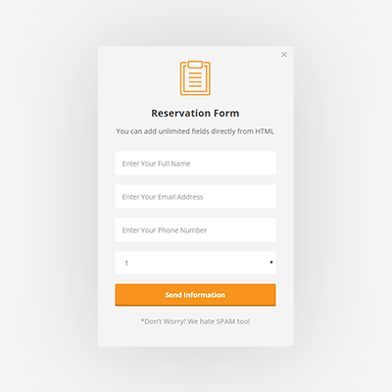 Reservation Form
You can add unlimited fields directly from HTML
Enter Your Full Name
Enter Your Email Address
Enter Your Phone Number
1
Send Information
*Don't Worry! We hate SPAM too!